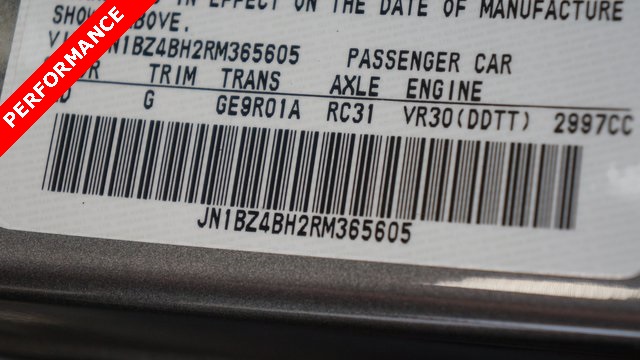 IN EFFECT ON THE DATE OF MANUFACTURE
SHOWN ABOVE.
JN1BZ4BH2RM365605 PASSENGER CAR
TRIM TRANS AXLE ENGINE
G GE9R01A RC31 VR30(DDTT) 2997CC
JN1BZ4BH2RM365605
PERFORMANCE